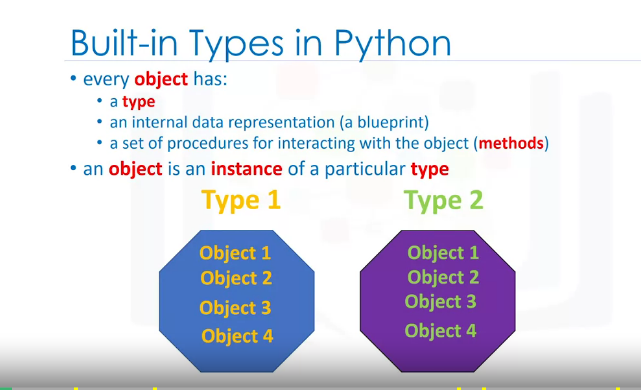 Built-in Types in Python
• every object has:
• a type
• an internal data representation (a blueprint)
• a set of procedures for interacting with the object (methods)
• an object is an instance of a particular type
Type 1
Type 2
Object 1
Object 2
Object 3
Object 4
Object 1
Object 2
Object 3
Object 4